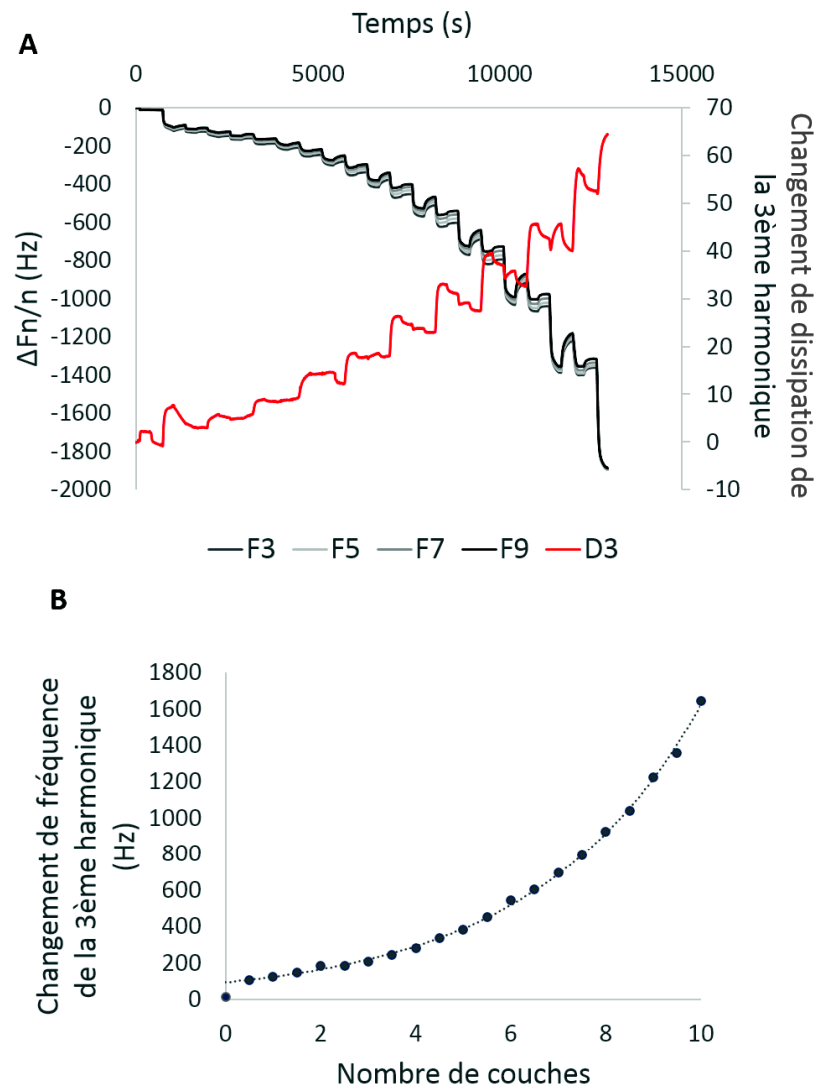 A
Temps (s)
0 5000 10000 15000
0
-200
-400
-600
-800
-1000
-1200
-1400
-1600
-1800
-2000
ΔFn/n (Hz)
70
60
50
40
30
20
10
0
-10
Changement de dissipation de
la 3ème harmonique
F3 F5 F7 F9 D3
B
1800
1600
1400
1200
1000
800
600
400
200
0
Changement de fréquence
de la 3ème harmonique
(Hz)
0 2 4 6 8 10
Nombre de couches